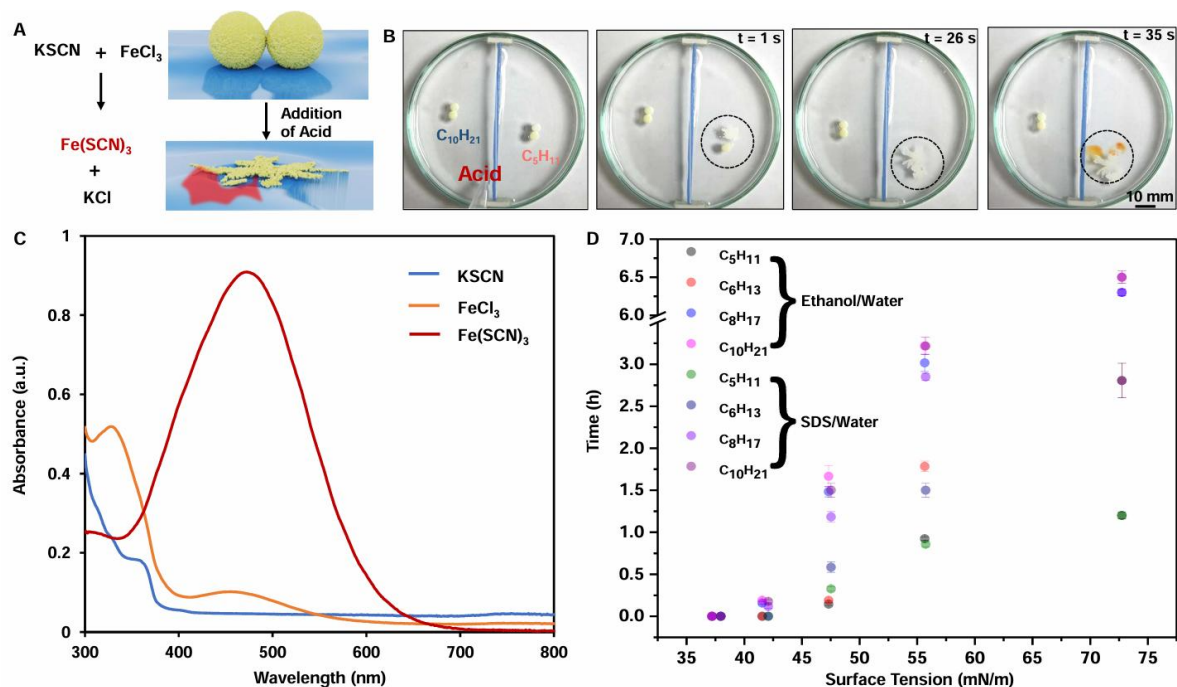 A
KSCN + FeCl3
Addition
of Acid
Fe(SCN)3
+
KCl
B
C10H21
C5H11
Acid
t = 1 s
t = 26 s
t = 35 s
10 mm
C
Absorbance (a.u.)
1
0.8
0.6
0.4
0.2
0
KSCN
FeCl3
Fe(SCN)3
300 400 500 600 700 800
Wavelength (nm)
D
Time (h)
7.0
6.5
6.0
3.0
2.5
2.0
1.5
1.0
0.5
0.0
C5H11
C6H13
C8H17
C10H21
Ethanol/Water
C5H11
C6H13
C8H17
C10H21
SDS/Water
35 40 45 50 55 60 65 70 75
Surface Tension (mN/m)